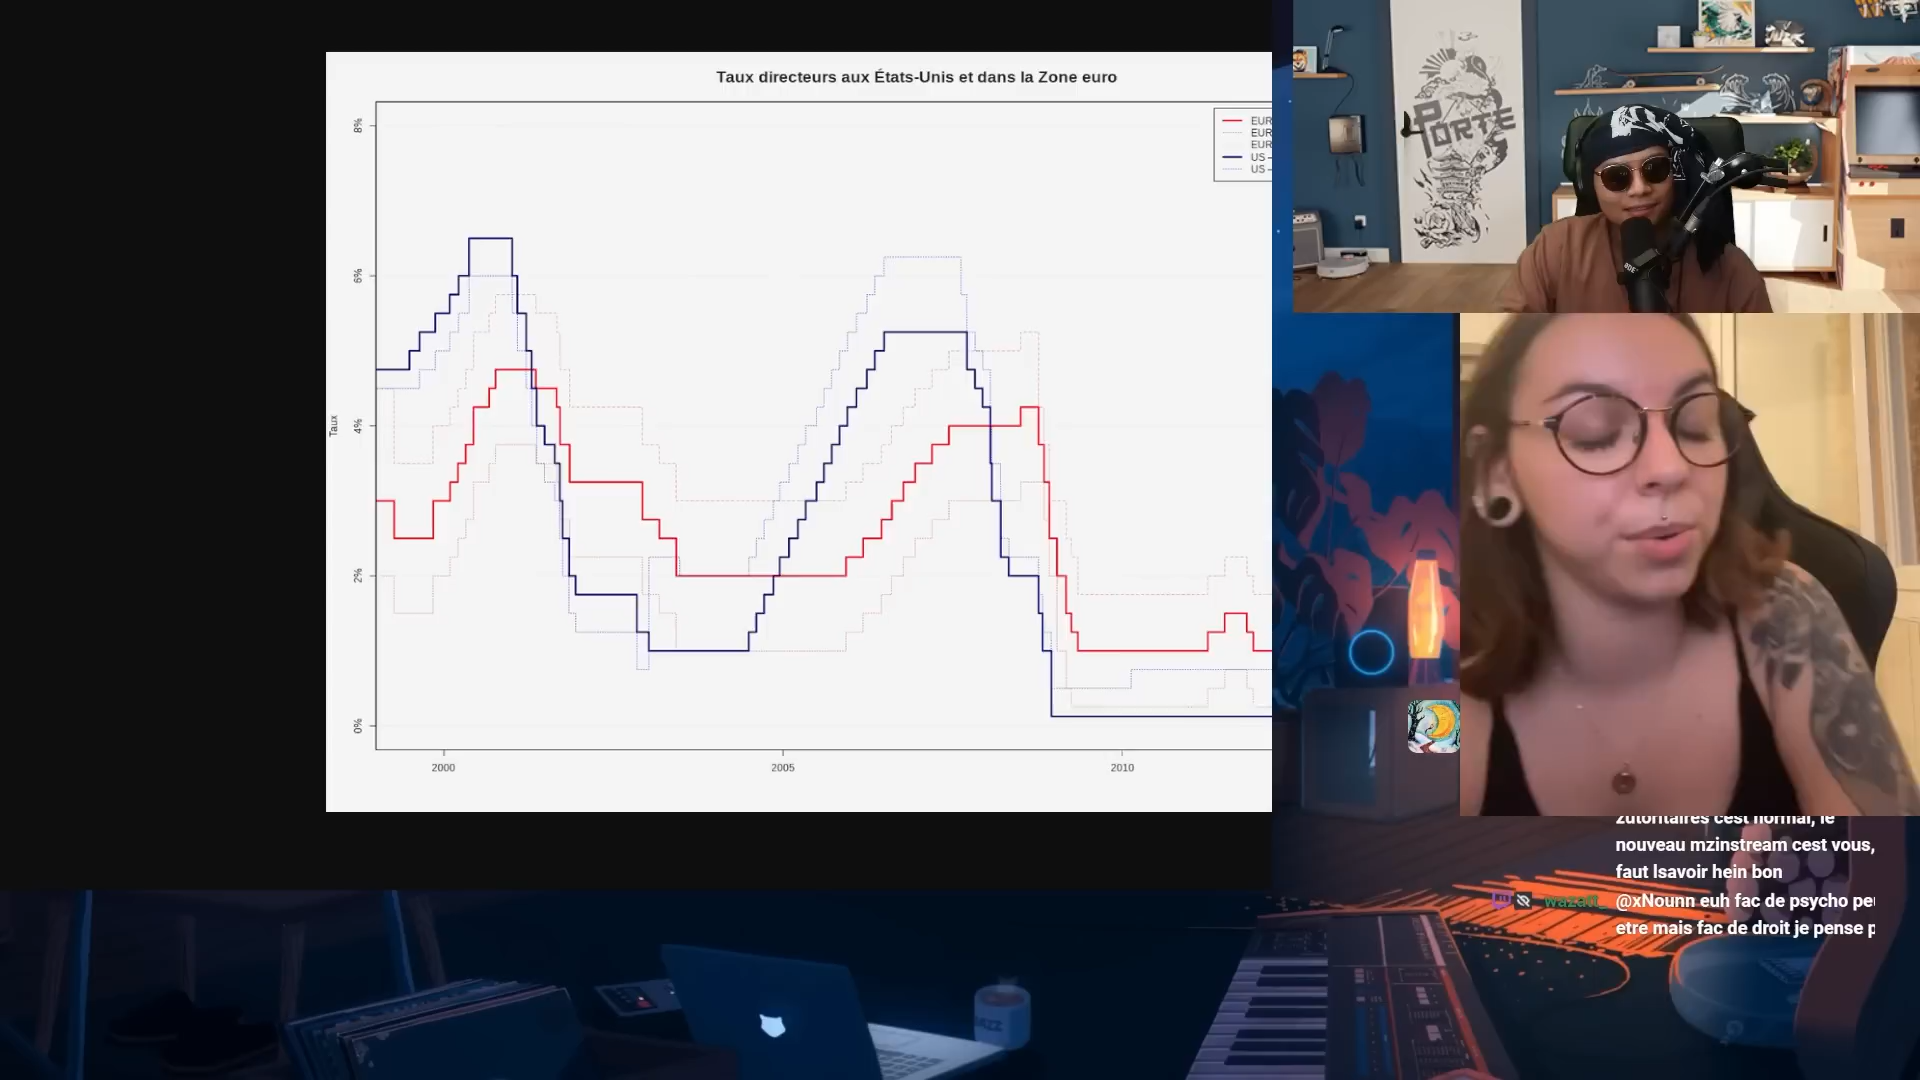 Taux directeurs aux États-Unis et dans la Zone euro
8%
6%
4%
2%
0%
Taux
2000
2005
2010
EUR
EUR
EUR
US -
US -
PORTE
nouveau mzinstream cest vous,
faut lsavoir hein bon
@xNounn euh fac de psycho
etre mais fac de droit je pense